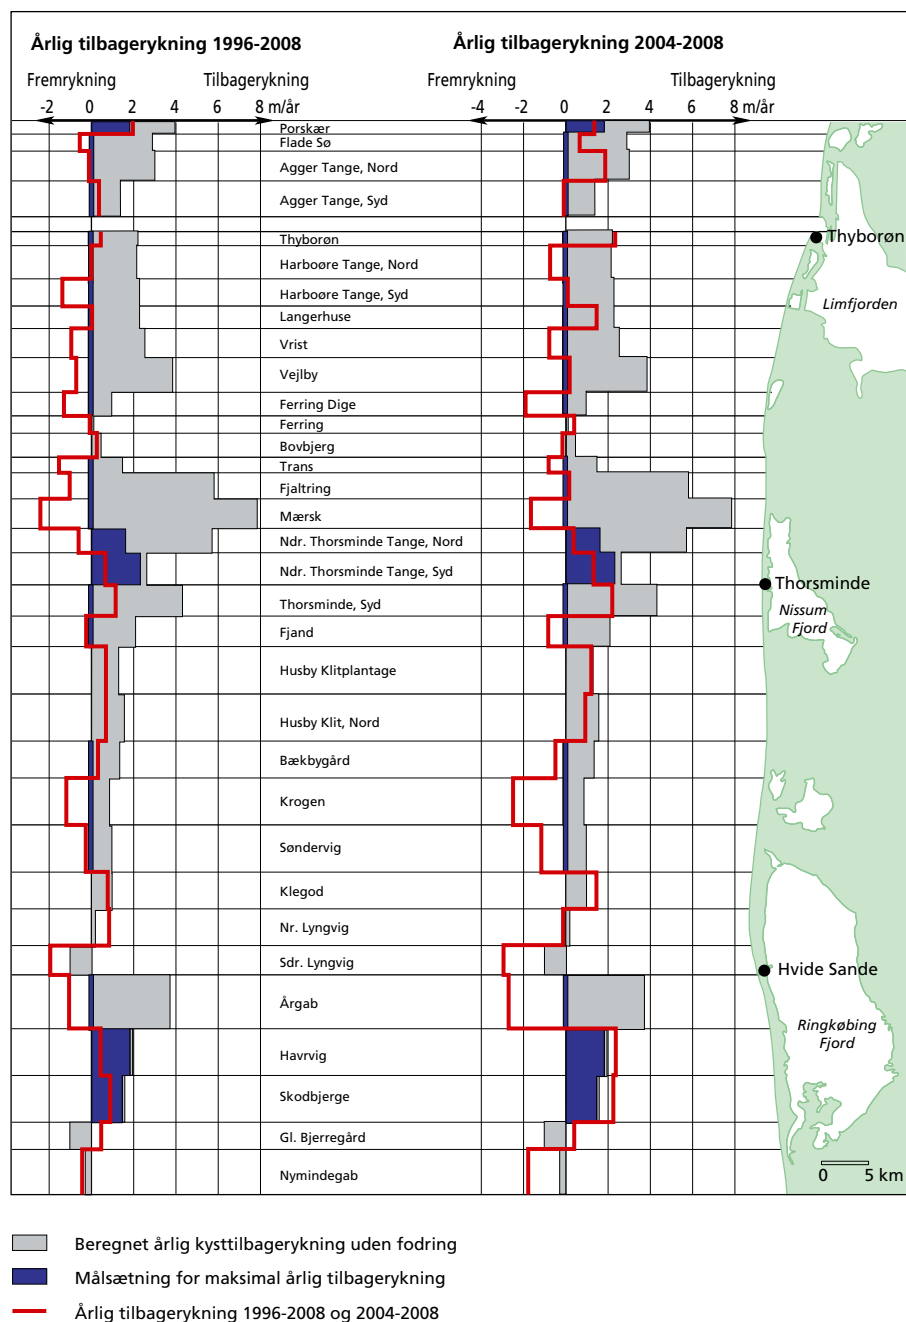 Årlig tilbagerykning 1996-2008
Årlig tilbagerykning 2004-2008
Fremrykning Tilbagerykning
Fremrykning Tilbagerykning
-2 0 2 4 6 8 m/år
-4 -2 0 2 4 6 8 m/år
Porskær
Flade Sø
Agger Tange, Nord
Agger Tange, Syd
Thyborøn
Harboøre Tange, Nord
Harboøre Tange, Syd
Langerhuse
Vrist
Vejlby
Ferring Dige
Ferring
Bovbjerg
Trans
Fjaltring
Mærsk
Ndr. Thorsminde Tange, Nord
Ndr. Thorsminde Tange, Syd
Thorsminde, Syd
Fjand
Husby Klitplantage
Husby Klit, Nord
Bækbygård
Krogen
Søndervig
Klegod
Nr. Lyngvig
Sdr. Lyngvig
Årgab
Havrvig
Skodbjerge
Gl. Bjerregård
Nymindegab
Thyborøn
Limfjorden
Thorsminde
Nissum
Fjord
Hvide Sande
Ringkøbing
Fjord
0 5 km
Beregnet årlig kysttilbagerykning uden fodring
Målsætning for maksimal årlig tilbagerykning
Årlig tilbagerykning 1996-2008 og 2004-2008